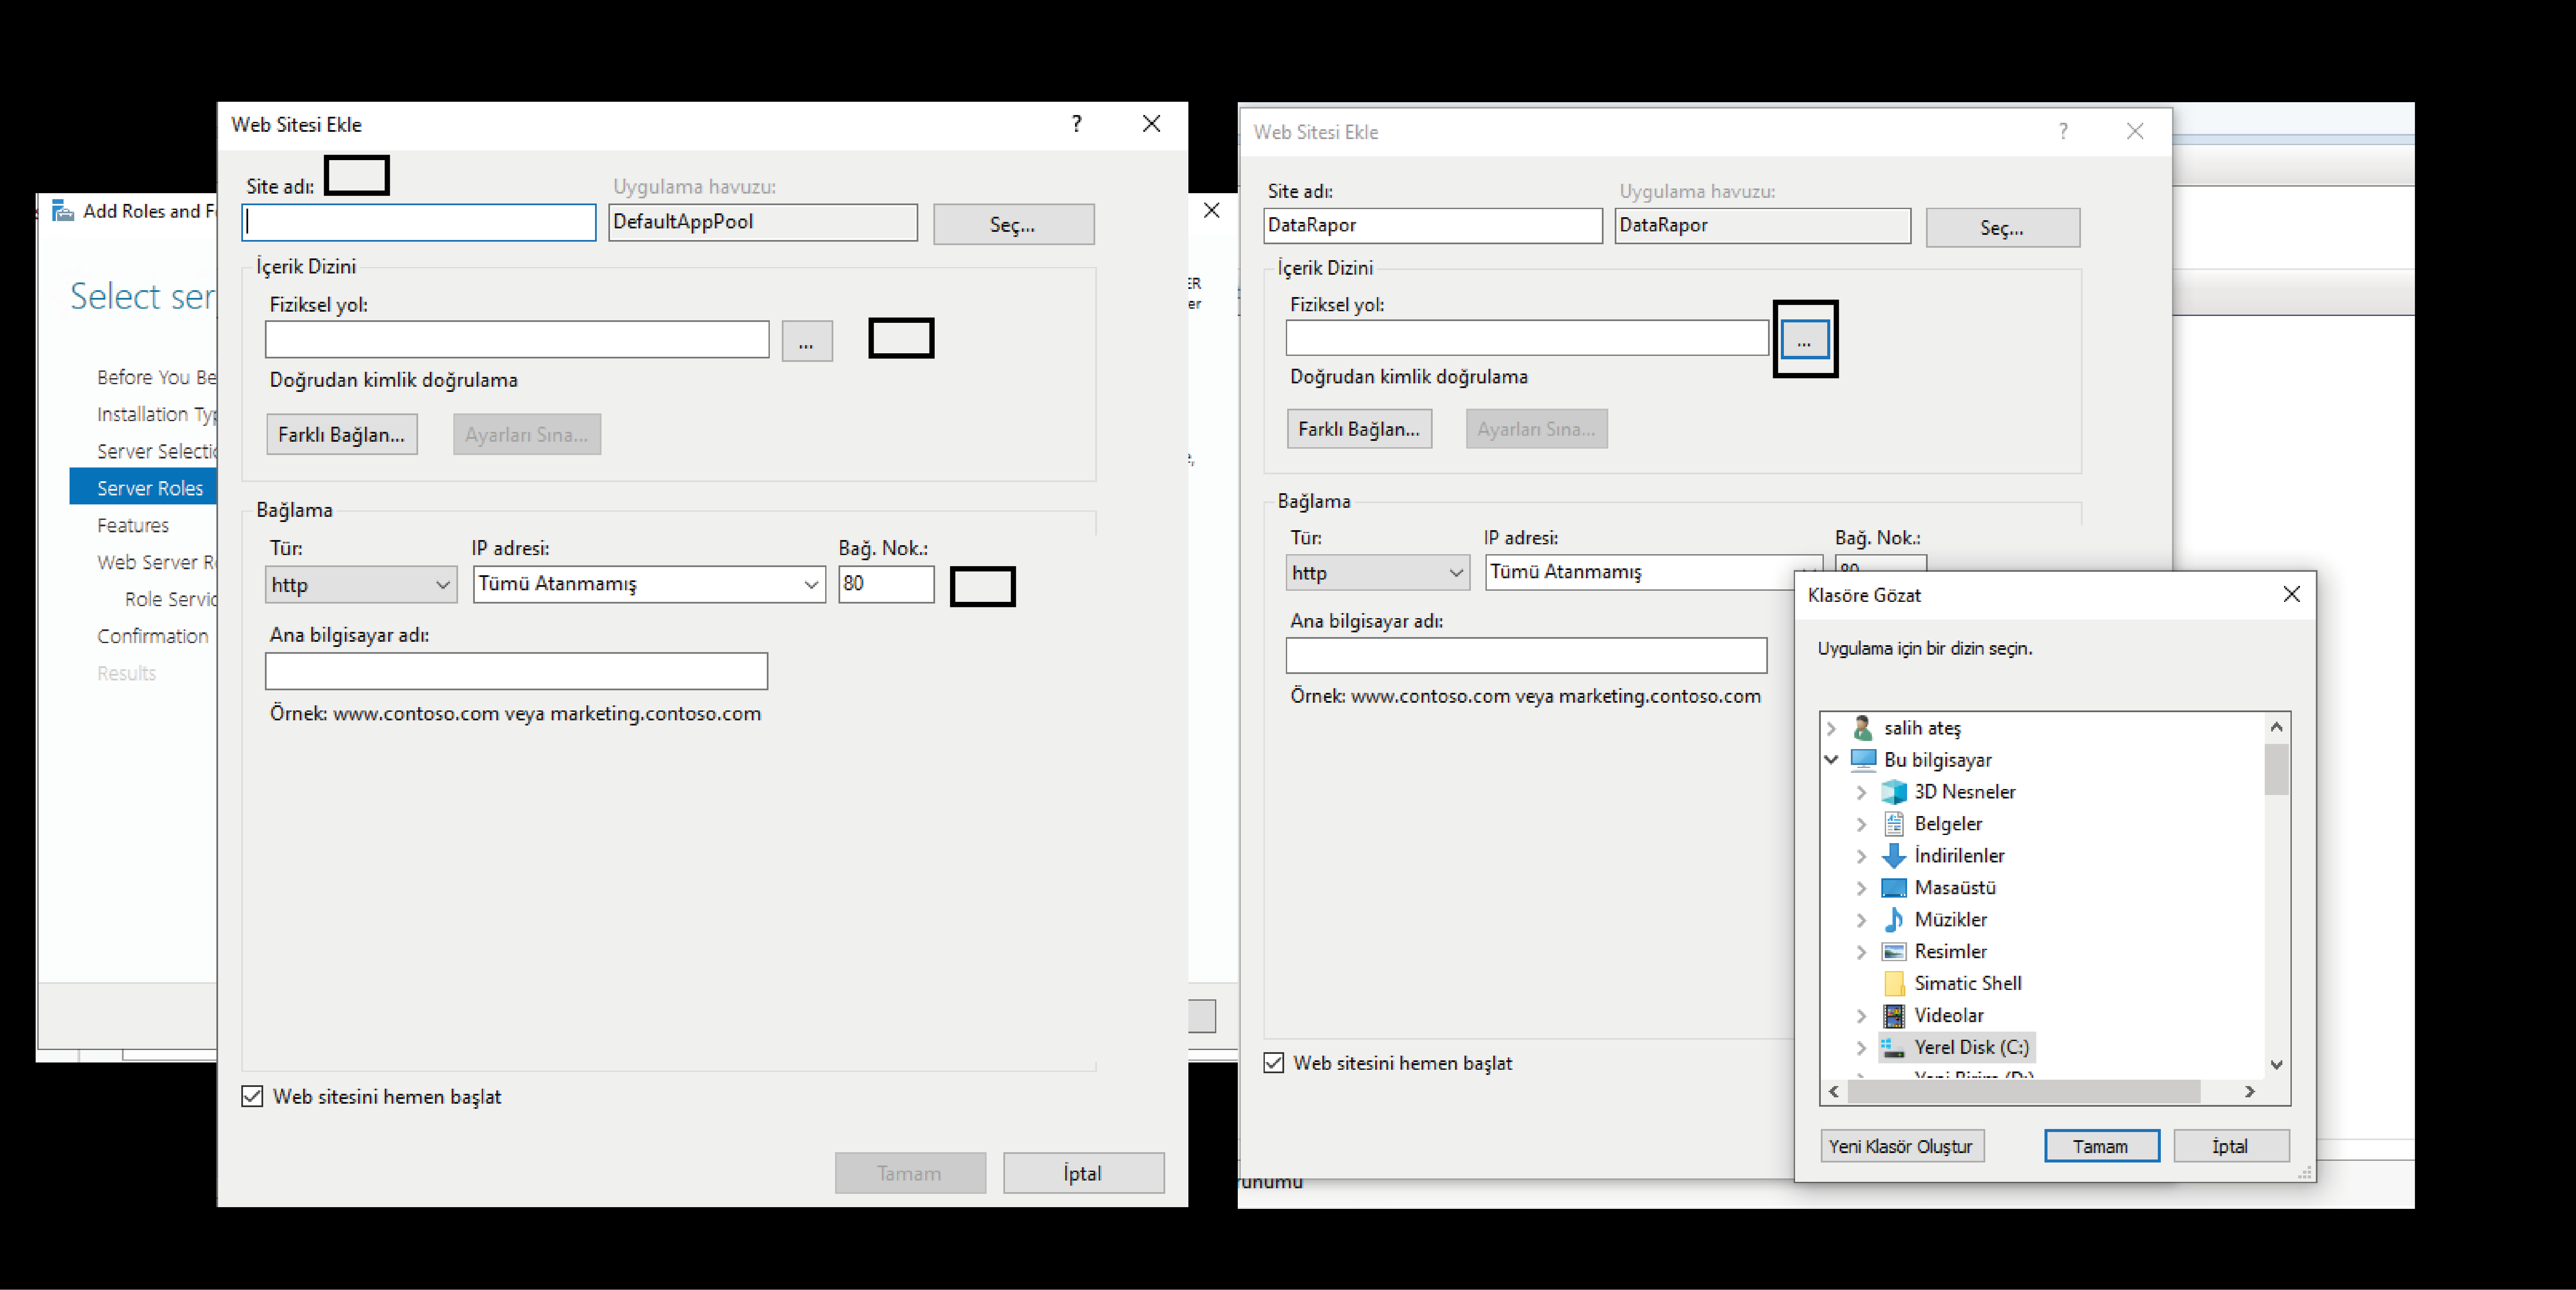 Add Roles and F
Select ser
Before You Be
Installation Typ
Server Selectio
Server Roles
Features
Web Server R
Role Servic
Confirmation
Results
Web Sitesi Ekle
?
Site adı:
Uygulama havuzu:
DefaultAppPool
Seç...
İçerik Dizini
Fiziksel yol:
...
Doğrudan kimlik doğrulama
Farklı Bağlan...
Ayarları Sına...
Bağlama
Tür:
IP adresi:
Bağ. Nok.:
http
Tümü Atanmamış
80
Ana bilgisayar adı:
Örnek: www.contoso.com veya marketing.contoso.com
Web sitesini hemen başlat
Tamam
İptal
ER
er
Web Sitesi Ekle
?
Site adı:
Uygulama havuzu:
DataRapor
DataRapor
Seç...
İçerik Dizini
Fiziksel yol:
...
Doğrudan kimlik doğrulama
Farklı Bağlan...
Ayarları Sına...
Bağlama
Tür:
IP adresi:
Bağ. Nok.:
http
Tümü Atanmamış
80
Ana bilgisayar adı:
Örnek: www.contoso.com veya marketing.contoso.com
Web sitesini hemen başlat
Klasöre Gözat
Uygulama için bir dizin seçin.
salih ateş
Bu bilgisayar
3D Nesneler
Belgeler
İndirilenler
Masaüstü
Müzikler
Resimler
Simatic Shell
Videolar
Yerel Disk (C:)
Yeni Birim (D:)
Yeni Klasör Oluştur
Tamam
İptal